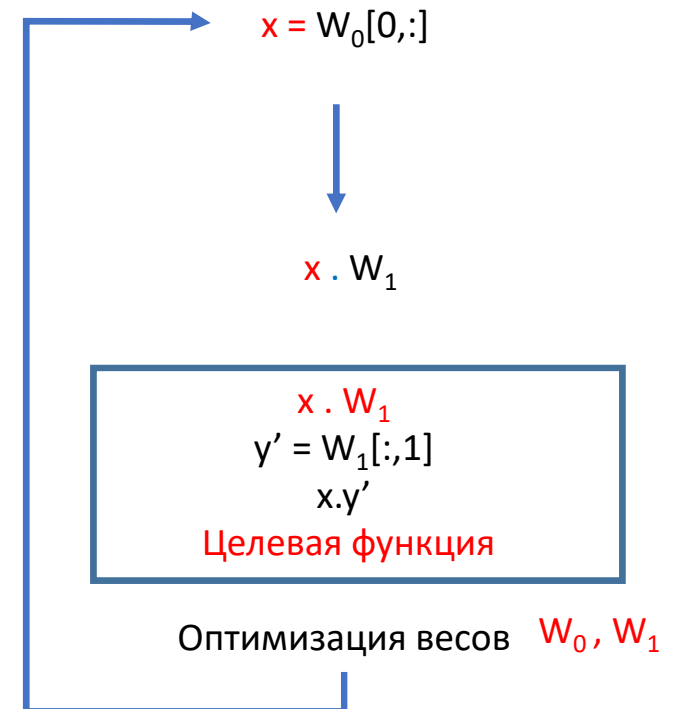 x = W₀[0,:]
x . W₁
x . W₁
y’ = W₁[:,1]
x.y’
Целевая функция
Оптимизация весов W₀ , W₁